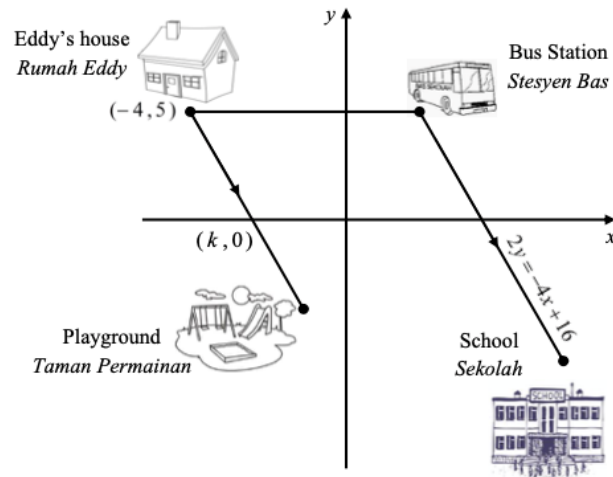 Eddy's house
Rumah Eddy
(−4,5)
y
Bus Station
Stesyen Bas
x
(k,0)
2y = −4x+16
Playground
Taman Permainan
School
Sekolah
SCHOOL